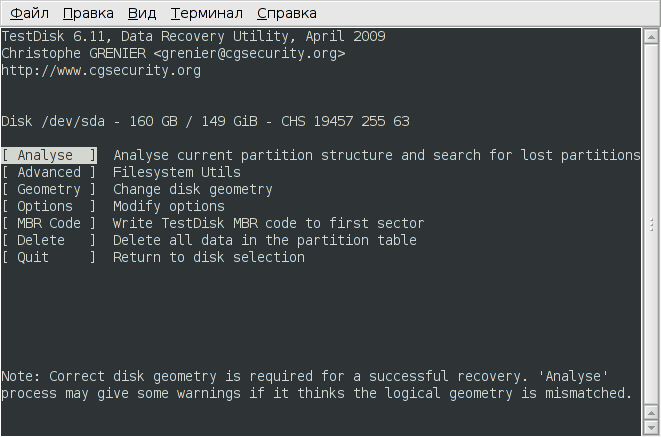 Файл Правка Вид Терминал Справка
TestDisk 6.11, Data Recovery Utility, April 2009
Christophe GRENIER <grenier@cgsecurity.org>
http://www.cgsecurity.org
Disk /dev/sda - 160 GB / 149 GiB - CHS 19457 255 63
[ Analyse  ]  Analyse current partition structure and search for lost partitions
[ Advanced ]  Filesystem Utils
[ Geometry ]  Change disk geometry
[ Options  ]  Modify options
[ MBR Code ]  Write TestDisk MBR code to first sector
[ Delete   ]  Delete all data in the partition table
[ Quit     ]  Return to disk selection
Note: Correct disk geometry is required for a successful recovery. 'Analyse'
process may give some warnings if it thinks the logical geometry is mismatched.